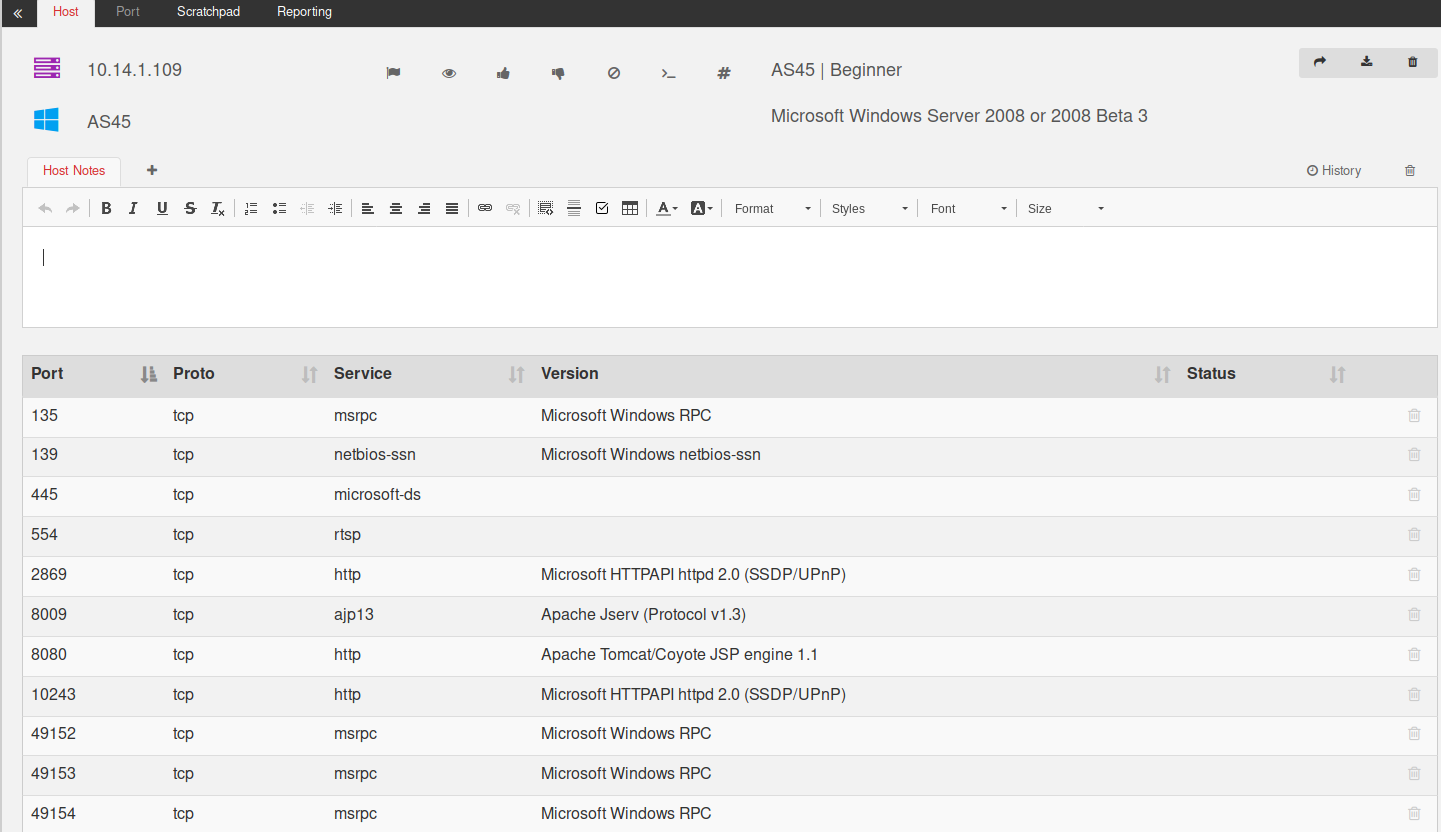 Host Port Scratchpad Reporting
10.14.1.109 AS45 | Beginner
AS45 Microsoft Windows Server 2008 or 2008 Beta 3
Host Notes History
B I U S Tx A A Format Styles Font Size
Port Proto Service Version Status
135 tcp msrpc Microsoft Windows RPC
139 tcp netbios-ssn Microsoft Windows netbios-ssn
445 tcp microsoft-ds
554 tcp rtsp
2869 tcp http Microsoft HTTPAPI httpd 2.0 (SSDP/UPnP)
8009 tcp ajp13 Apache Jserv (Protocol v1.3)
8080 tcp http Apache Tomcat/Coyote JSP engine 1.1
10243 tcp http Microsoft HTTPAPI httpd 2.0 (SSDP/UPnP)
49152 tcp msrpc Microsoft Windows RPC
49153 tcp msrpc Microsoft Windows RPC
49154 tcp msrpc Microsoft Windows RPC